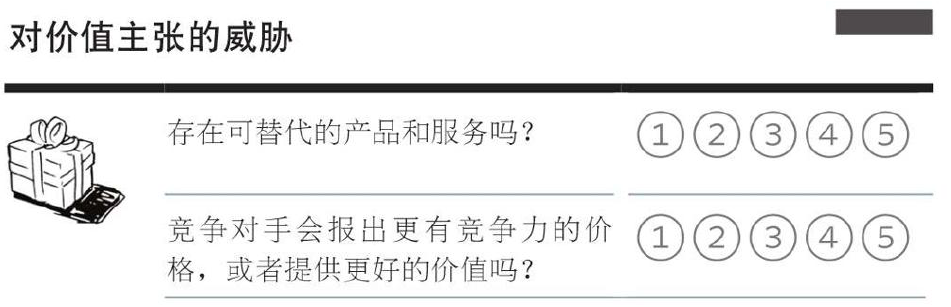 对价值主张的威胁
存在可替代的产品和服务吗？ ① ② ③ ④ ⑤
竞争对手会报出更有竞争力的价 ① ② ③ ④ ⑤
格，或者提供更好的价值吗？